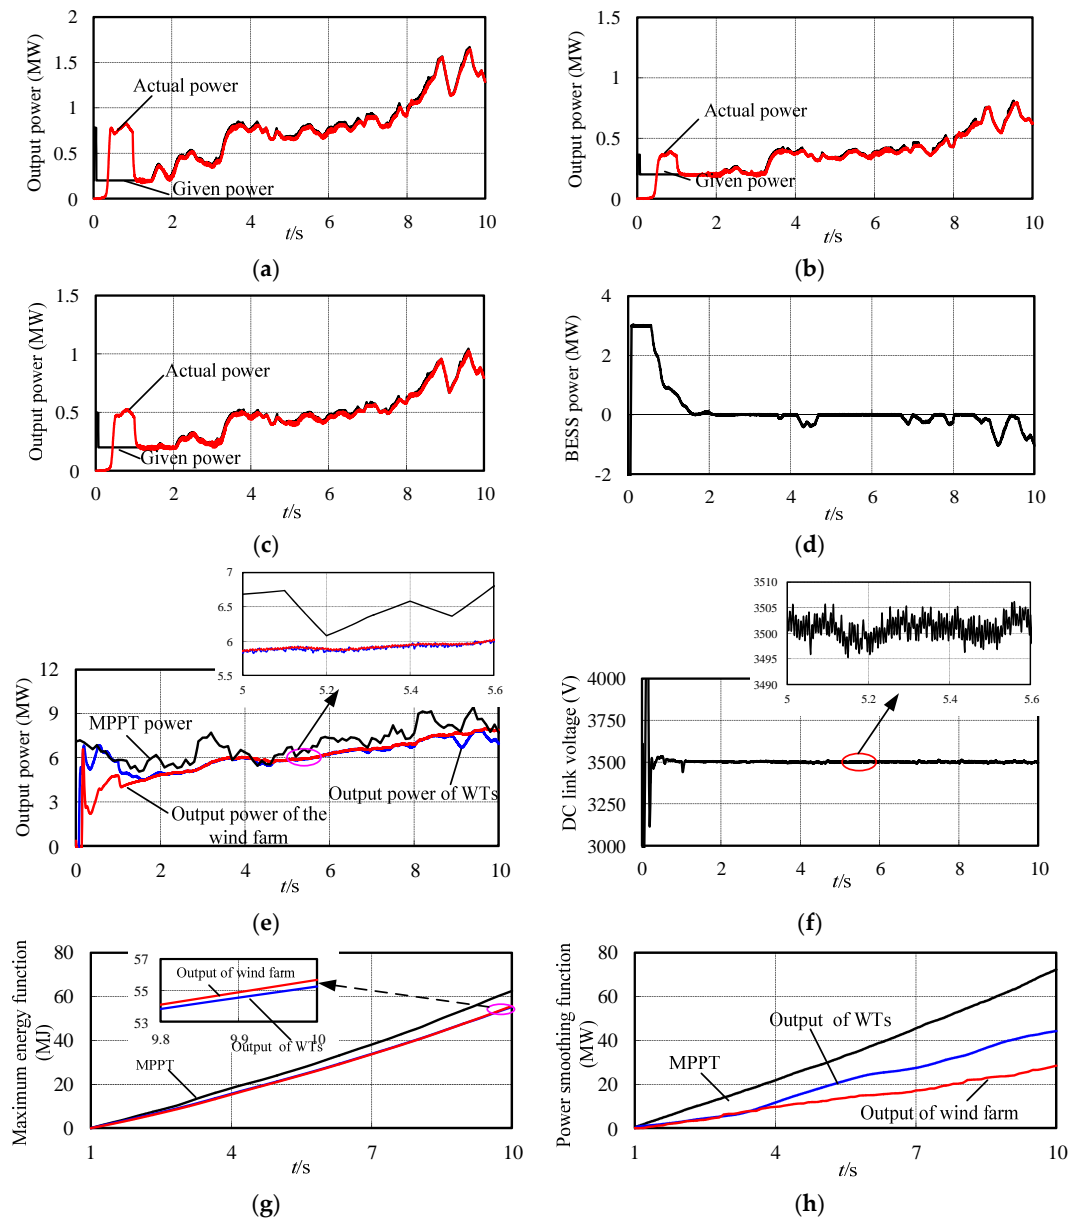 2
1.5
1
0.5
0
Output power (MW)
Actual power
Given power
0 2 4 6 8 10
t/s
(a)
1.5
1
0.5
0
Output power (MW)
Actual power
Given power
0 2 4 6 8 10
t/s
(b)
1.5
1
0.5
0
Output power (MW)
Actual power
Given power
0 2 4 6 8 10
t/s
(c)
4
2
0
-2
BESS power (MW)
0 2 4 6 8 10
t/s
(d)
7
6.5
6
5.5
5 5.2 5.4 5.6
12
9
6
3
0
Output power (MW)
MPPT power
Output power of WTs
Output power of the
wind farm
0 2 4 6 8 10
t/s
(e)
3510
3505
3500
3495
3490
5 5.2 5.4 5.6
4000
3750
3500
3250
3000
DC link voltage (V)
0 1 2 3 4 5 6 7 8 9 10
t/s
(f)
80
60
40
20
0
Maximum energy function
(MJ)
57
55
53
Output of wind farm
9.8 9.9 10
Output of WTs
MPPT
1 4 7 10
t/s
(g)
80
60
40
20
0
Power smoothing function
(MW)
Output of WTs
MPPT
Output of wind farm
1 4 7 10
t/s
(h)